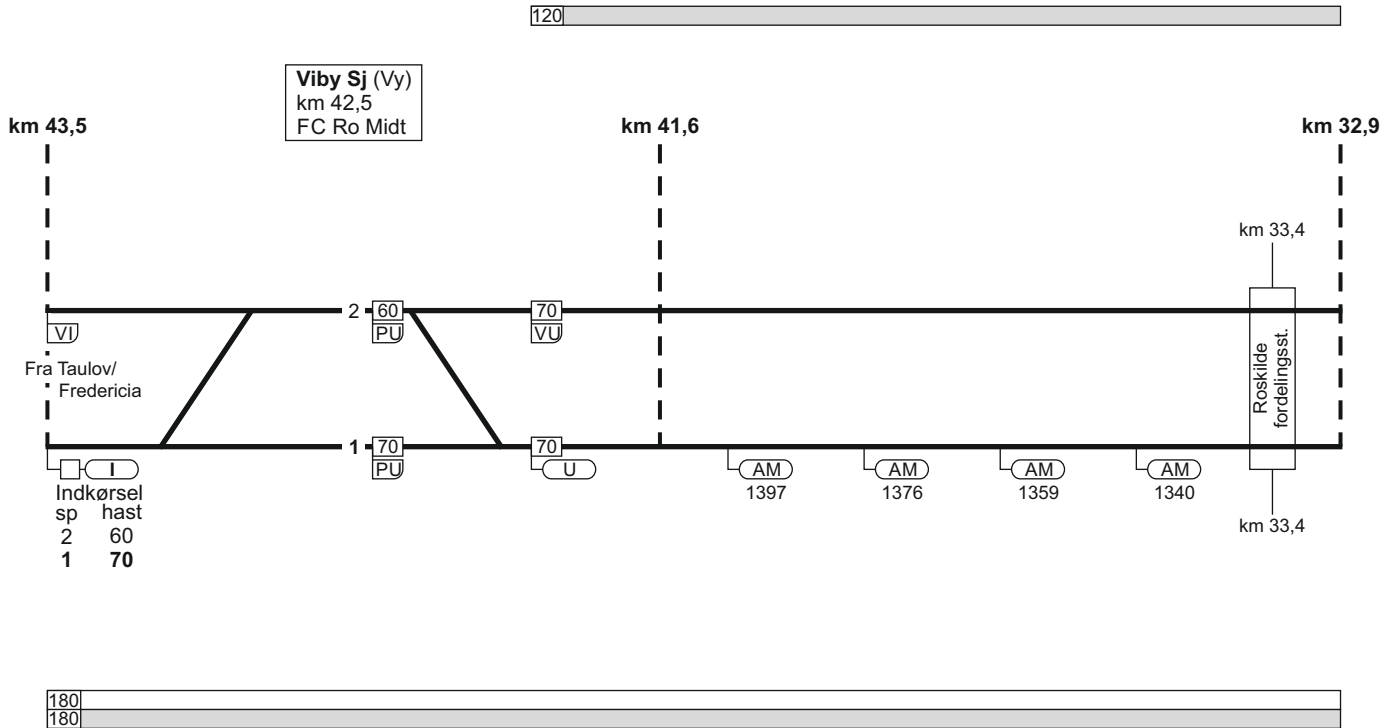 120
Viby Sj (Vy)
km 42,5
FC Ro Midt
km 43,5
km 41,6
km 32,9
km 33,4
2
60
70
VI
PU
VU
Fra Taulov/
Fredericia
Roskilde
fordelingsst.
1
70
70
I
PU
U
AM
AM
AM
AM
1397
1376
1359
1340
Indkørsel
sp hast
2 60
1 70
km 33,4
180
180